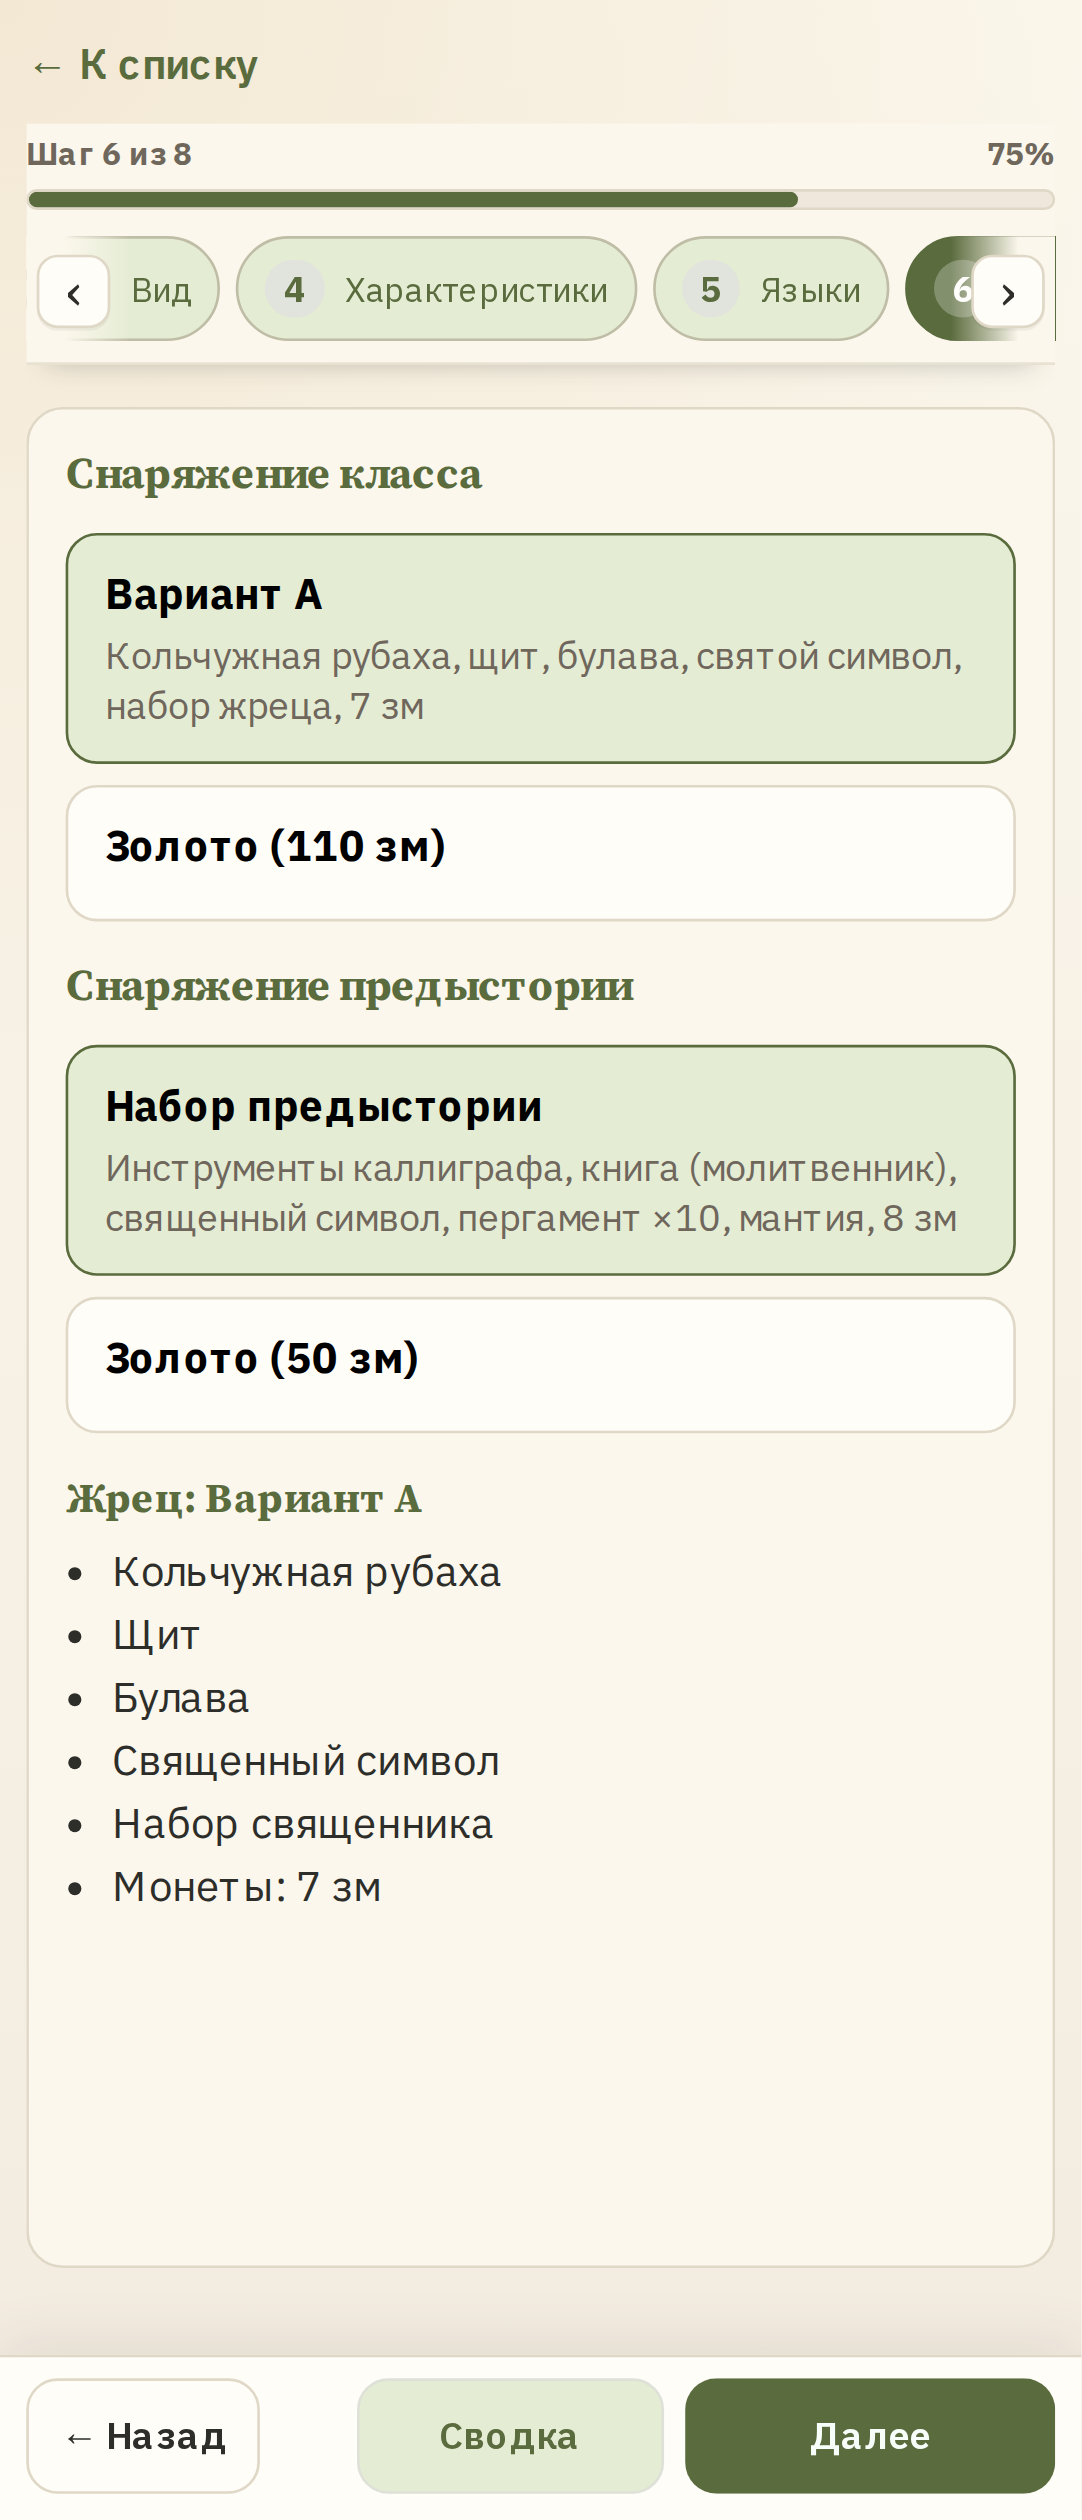 ← К списку
Шаг 6 из 8
75%
‹
Вид
4 Характеристики
5 Языки
6
›
Снаряжение класса
Вариант A
Кольчужная рубаха, щит, булава, святой символ,
набор жреца, 7 зм
Золото (110 зм)
Снаряжение предыстории
Набор предыстории
Инструменты каллиграфа, книга (молитвенник),
священный символ, пергамент ×10, мантия, 8 зм
Золото (50 зм)
Жрец: Вариант A
• Кольчужная рубаха
• Щит
• Булава
• Священный символ
• Набор священника
• Монеты: 7 зм
← Назад
Сводка
Далее